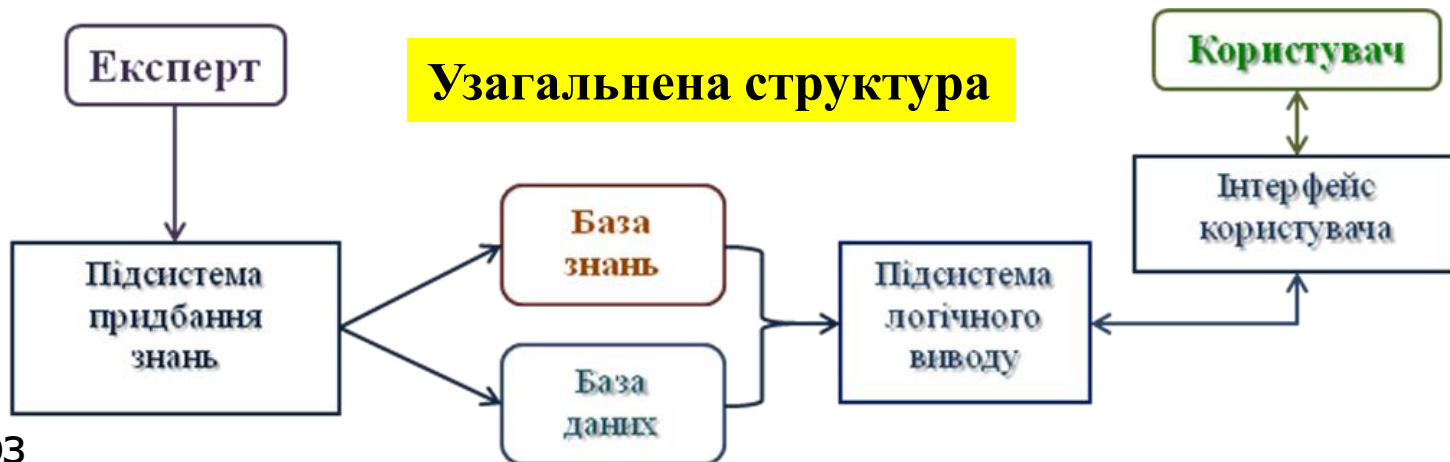 Експерт
Узагальнена структура
Користувач
Інтерфейс
користувача
База
знань
Підсистема
придбання
знань
Підсистема
логічного
виводу
База
даних